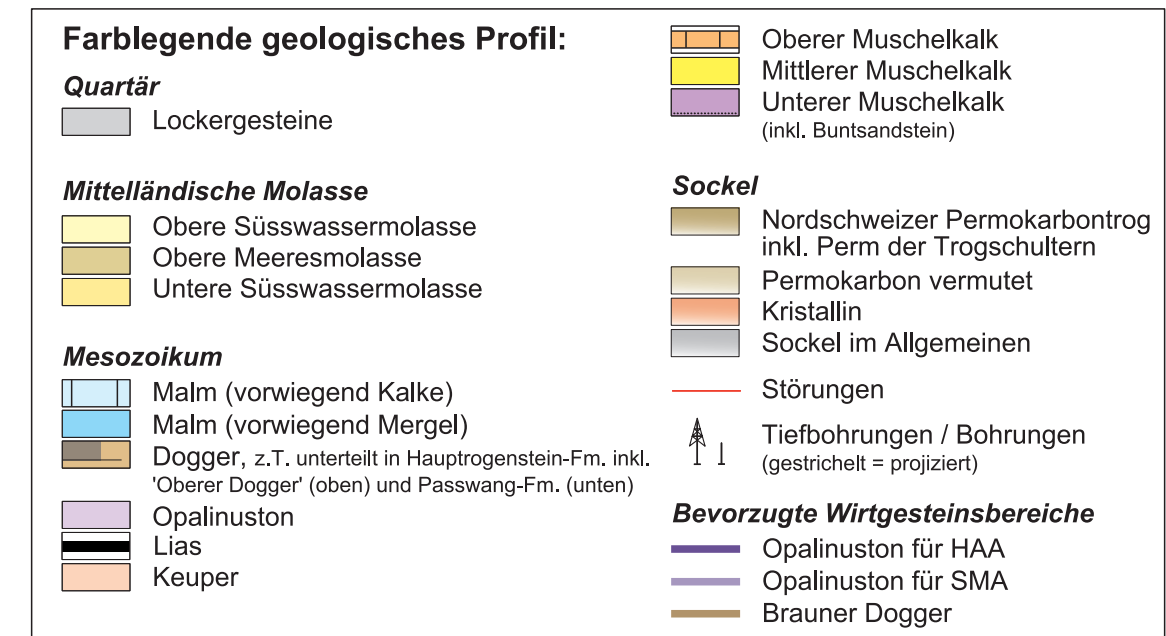 Farblegende geologisches Profil:
Quartär
Lockergesteine
Mittelländische Molasse
Obere Süsswassermolasse
Obere Meeresmolasse
Untere Süsswassermolasse
Mesozoikum
Malm (vorwiegend Kalke)
Malm (vorwiegend Mergel)
Dogger, z.T. unterteilt in Hauptrogenstein-Fm. inkl.
'Oberer Dogger' (oben) und Passwang-Fm. (unten)
Opalinuston
Lias
Keuper
Oberer Muschelkalk
Mittlerer Muschelkalk
Unterer Muschelkalk
(inkl. Buntsandstein)
Sockel
Nordschweizer Permokarbontrog
inkl. Perm der Trogschultern
Permokarbon vermutet
Kristallin
Sockel im Allgemeinen
Störungen
Tiefbohrungen / Bohrungen
(gestrichelt = projiziert)
Bevorzugte Wirtgesteinsbereiche
Opalinuston für HAA
Opalinuston für SMA
Brauner Dogger